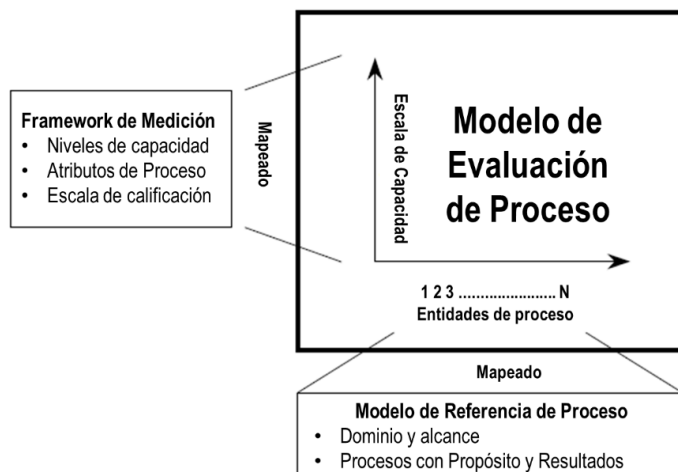 Framework de Medición
• Niveles de capacidad
• Atributos de Proceso
• Escala de calificación
Mapeado
Escala de Capacidad
Modelo de
Evaluación
de Proceso
1 2 3 ....................... N
Entidades de proceso
Mapeado
Modelo de Referencia de Proceso
• Dominio y alcance
• Procesos con Propósito y Resultados